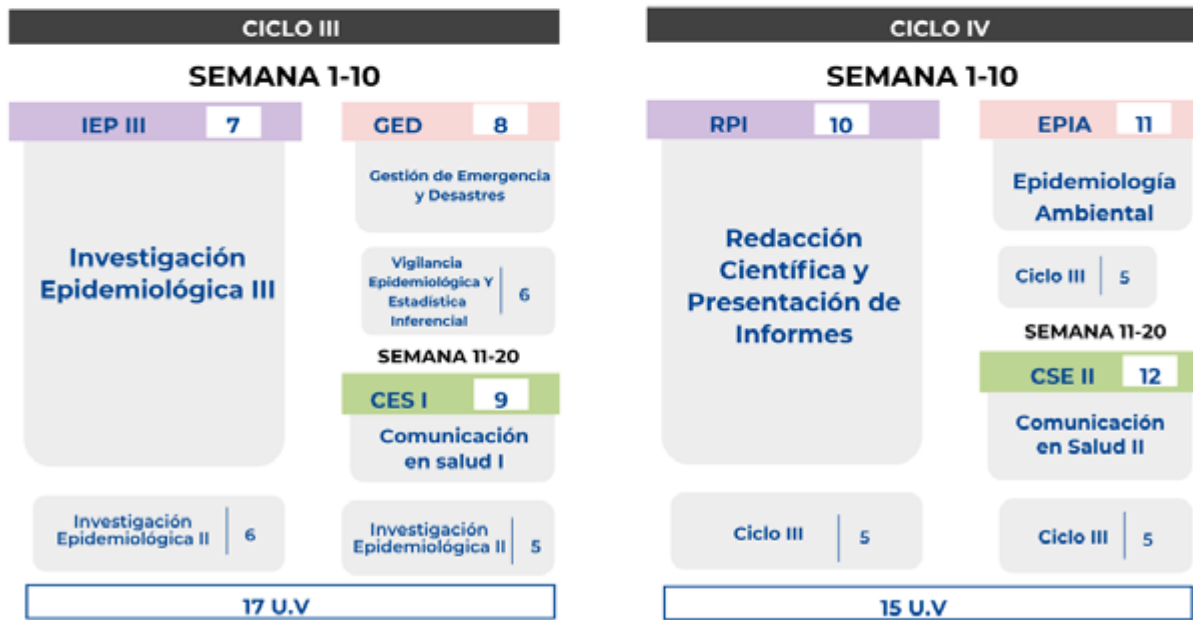 CICLO III
SEMANA 1-10
IEP III 7
Investigación
Epidemiológica III
Investigación
Epidemiológica II 6
GED 8
Gestión de Emergencia
y Desastres
Vigilancia
Epidemiológica Y
Estadística
Inferencial
6
SEMANA 11-20
CES I 9
Comunicación
en salud I
Investigación
Epidemiológica II 5
17 U.V
CICLO IV
SEMANA 1-10
RPI 10
Redacción
Científica y
Presentación de
Informes
Ciclo III 5
EPIA 11
Epidemiología
Ambiental
Ciclo III 5
SEMANA 11-20
CSE II 12
Comunicación
en Salud II
Ciclo III 5
15 U.V